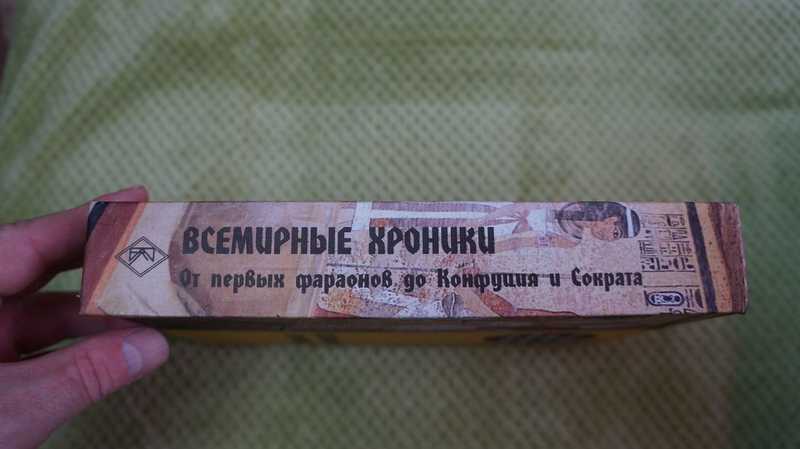 ВСЕМИРНЫЕ ХРОНИКИ
От первых фараонов до Конфуция и Сократа